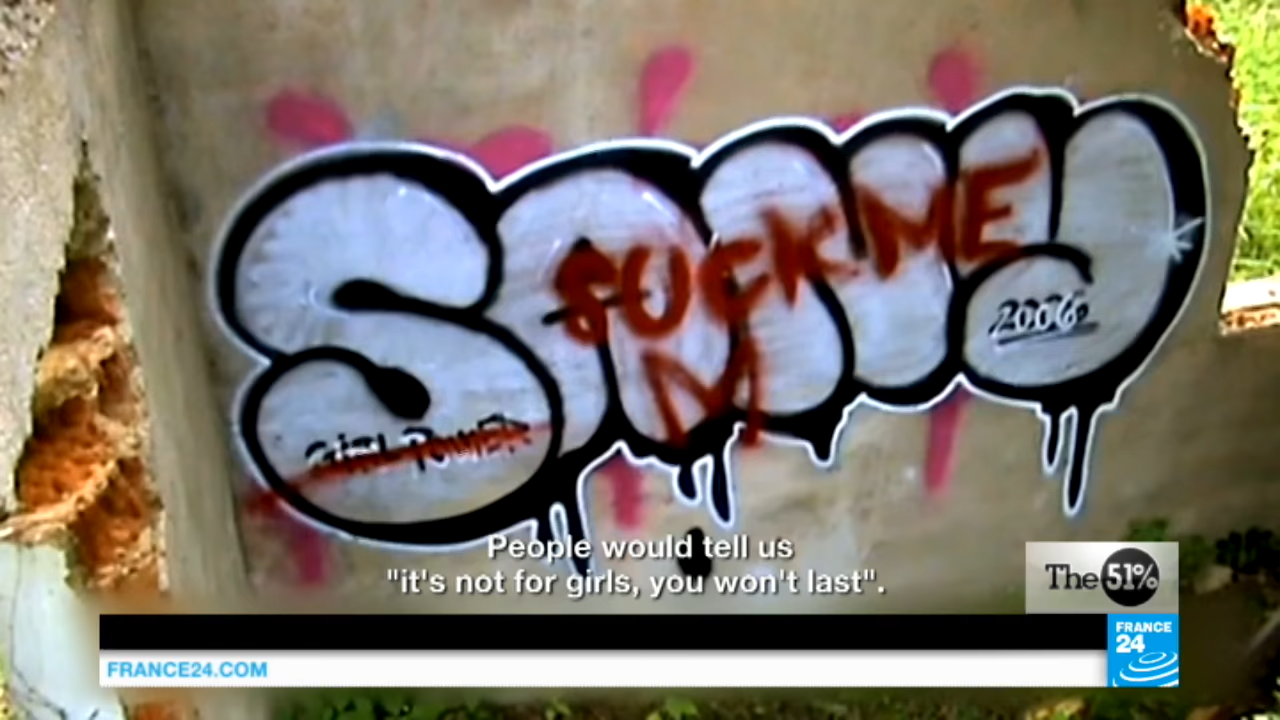 SUCK ME
M
2006
GIRL POWER
People would tell us
"it's not for girls, you won't last".
The 51%
FRANCE
24
FRANCE24.COM